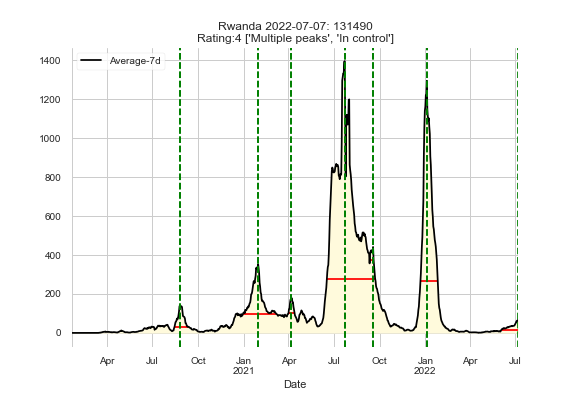 Rwanda 2022-07-07: 131490
Rating:4 ['Multiple peaks', 'In control']
Average-7d
1400
1200
1000
800
600
400
200
0
Apr Jul Oct Jan Apr Jul Oct Jan Jul
2021 2022
Date